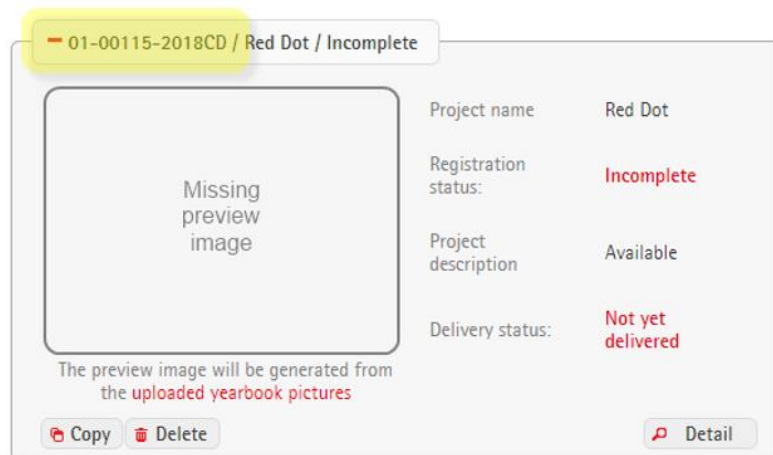 01-00115-2018CD / Red Dot / Incomplete
Missing
preview
image
Project name Red Dot
Registration
status: Incomplete
Project
description Available
Delivery status: Not yet
delivered
The preview image will be generated from
the uploaded yearbook pictures
Copy Delete Detail